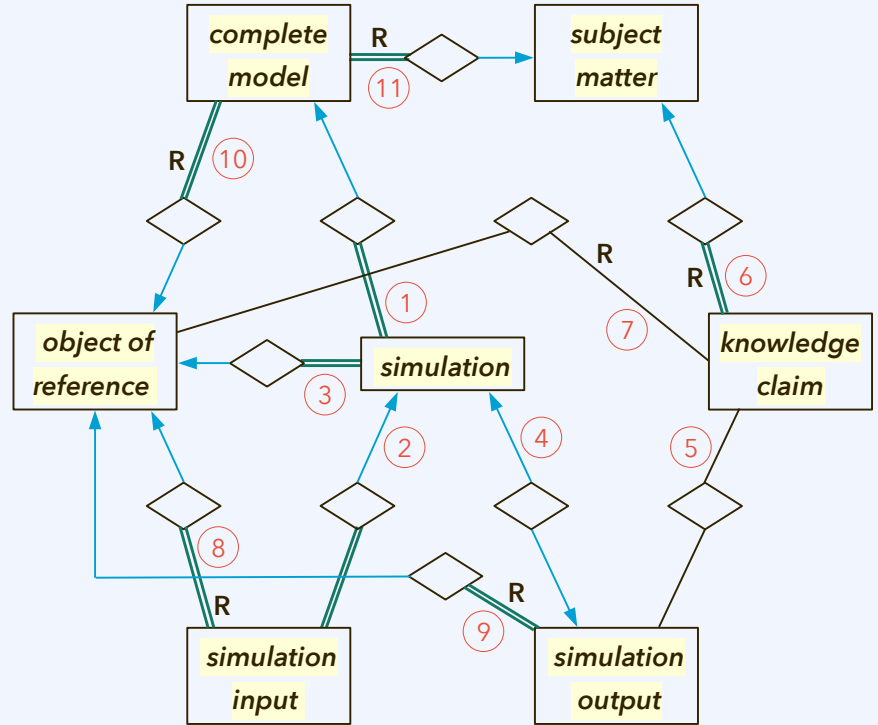 complete
model
R
11
subject
matter
R
10
R
R
6
1
7
object of
reference
simulation
knowledge
claim
3
2
4
5
8
R
R
9
simulation
input
simulation
output